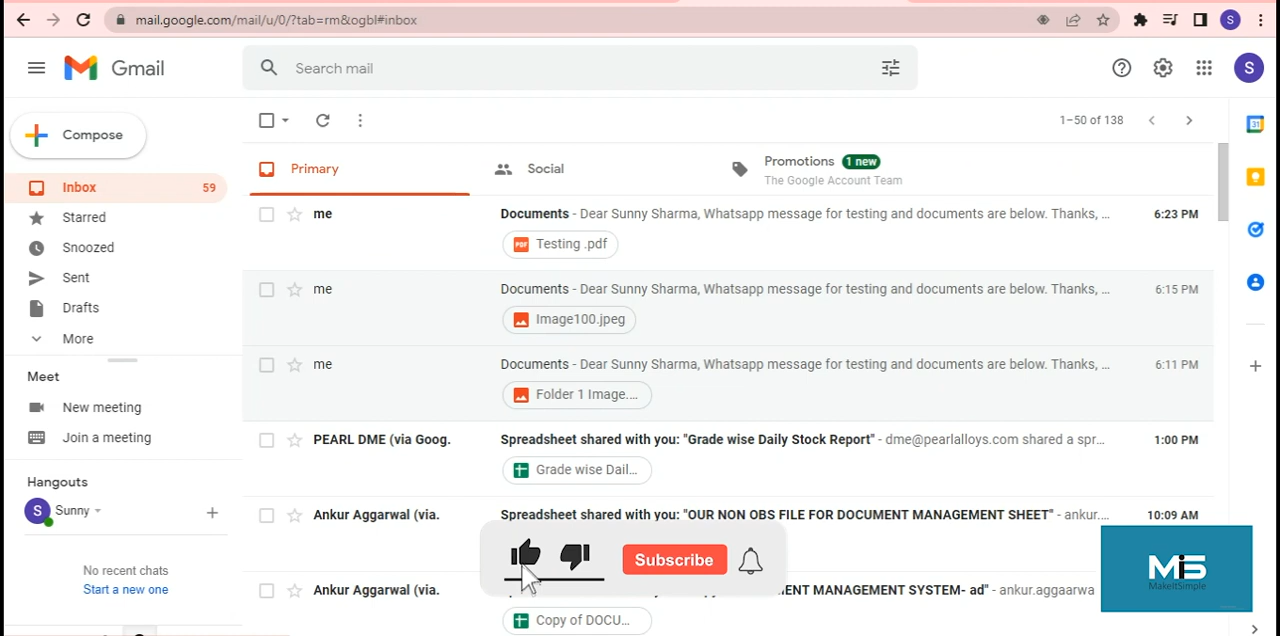 mail.google.com/mail/u/0/?tab=rm&ogbl#inbox
S
Gmail
Search mail
S
Compose
1–50 of 138
31
Primary
Social
Promotions 1 new
The Google Account Team
Inbox 59
Starred
Snoozed
Sent
Drafts
More
Meet
New meeting
Join a meeting
Hangouts
S Sunny
No recent chats
Start a new one
me Documents - Dear Sunny Sharma, Whatsapp message for testing and documents are below. Thanks, ... 6:23 PM
PDF Testing .pdf
me Documents - Dear Sunny Sharma, Whatsapp message for testing and documents are below. Thanks, ... 6:15 PM
Image100.jpeg
me Documents - Dear Sunny Sharma, Whatsapp message for testing and documents are below. Thanks, ... 6:11 PM
Folder 1 Image....
PEARL DME (via Goog. Spreadsheet shared with you: "Grade wise Daily Stock Report" - dme@pearlalloys.com shared a spr... 1:00 PM
Grade wise Dail...
Ankur Aggarwal (via. Spreadsheet shared with you: "OUR NON OBS FILE FOR DOCUMENT MANAGEMENT SHEET" - ankur.... 10:09 AM
Ankur Aggarwal (via. MENT MANAGEMENT SYSTEM- ad" - ankur.aggaarwa
Copy of DOCU...
Subscribe
MIS
MakeItSimple